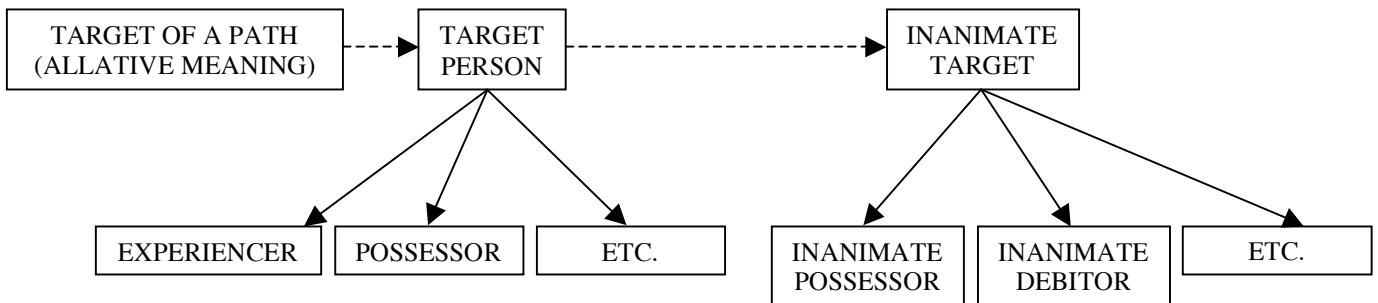 TARGET OF A PATH
(ALLATIVE MEANING)
TARGET
PERSON
INANIMATE
TARGET
EXPERIENCER
POSSESSOR
ETC.
INANIMATE
POSSESSOR
INANIMATE
DEBITOR
ETC.